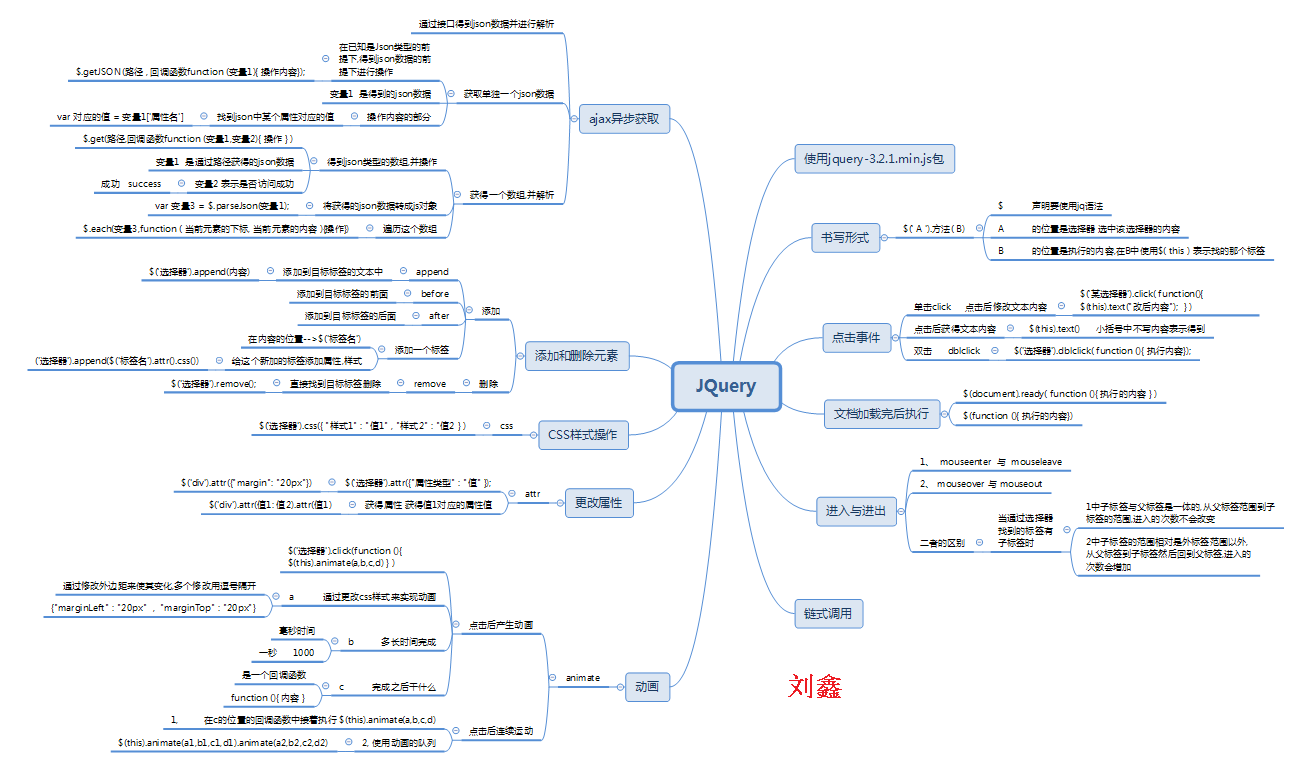 JQuery
使用jquery-3.2.1.min.js包
书写形式
$(" A ").方法( B)
$ 声明要使用jq语法
A 的位置是选择器 选中该选择器的内容
B 的位置是执行的内容,在B中使用$( this ) 表示找的那个标签
点击事件
单击click 点击后修改文本内容
$("某选择器").click( function(){
$(this).text("改后内容"); } )
点击后获得文本内容
$(this).text() 小括号中不写内容表示得到
双击 dblclick
$("选择器").dblclick( function (){ 执行内容});
文档加载完后执行
$(document).ready( function (){ 执行的内容 } )
$(function (){ 执行的内容})
进入与进出
1、 mouseenter 与 mouseleave
2、 mouseover 与 mouseout
二者的区别
当通过选择器
找到的标签有
子标签时
1中子标签与父标签是一体的,从父标签范围到子
标签的范围,进入的次数不会改变
2中子标签的范围相对是外标签范围以外,
从父标签到子标签然后回到父标签,进入的
次数会增加
链式调用
刘鑫
ajax异步获取
通过接口得到json数据并进行解析
获取单独一个json数据
在已知是Json类型的前
提下,得到json数据的前
提下进行操作
$.getJSON (路径 , 回调函数function (变量1){ 操作内容});
变量1 是得到的json数据
操作内容的部分
找到json中某个属性对应的值
var 对应的值 = 变量1['属性名']
获得一个数组,并解析
得到json类型的数组,并操作
$.get(路径,回调函数function (变量1,变量2){ 操作 } )
变量1 是通过路径获得的json数据
变量2 表示是否访问成功
成功 success
将获得的json数据转成js对象
var 变量3 = $.parseJson(变量1);
遍历这个数组
$.each(变量3,function ( 当前元素的下标, 当前元素的内容 ){操作})
添加和删除元素
添加
append
添加到目标标签的文本中
$("选择器").append(内容)
before
添加到目标标签的前面
after
添加到目标标签的后面
添加一个标签
在内容的位置-->$("标签名")
给这个新加的标签添加属性,样式
("选择器").append($("标签名").attr().css())
删除
remove
直接找到目标标签删除
$("选择器").remove();
CSS样式操作
css
$("选择器").css({ "样式1" : "值1" , "样式2" : "值2 } )
更改属性
attr
$("选择器").attr({"属性类型" : "值" });
$("div").attr({"margin": "20px"})
获得属性 获得值1对应的属性值
$("div").attr(值1: 值2).attr(值1)
动画
animate
点击后产生动画
$("选择器").click(function (){
$(this).animate(a,b,c,d) } )
a 通过更改css样式来实现动画
通过修改外边距来使其变化,多个修改用逗号隔开
{"marginLeft" : "20px" , "marginTop" : "20px"}
b 多长时间完成
毫秒时间
一秒 1000
c 完成之后干什么
是一个回调函数
function (){ 内容 }
点击后连续运动
1, 在c的位置的回调函数中接着执行 $(this).animate(a,b,c,d)
2, 使用动画的队列
$(this).animate(a1,b1,c1,d1).animate(a2,b2,c2,d2)